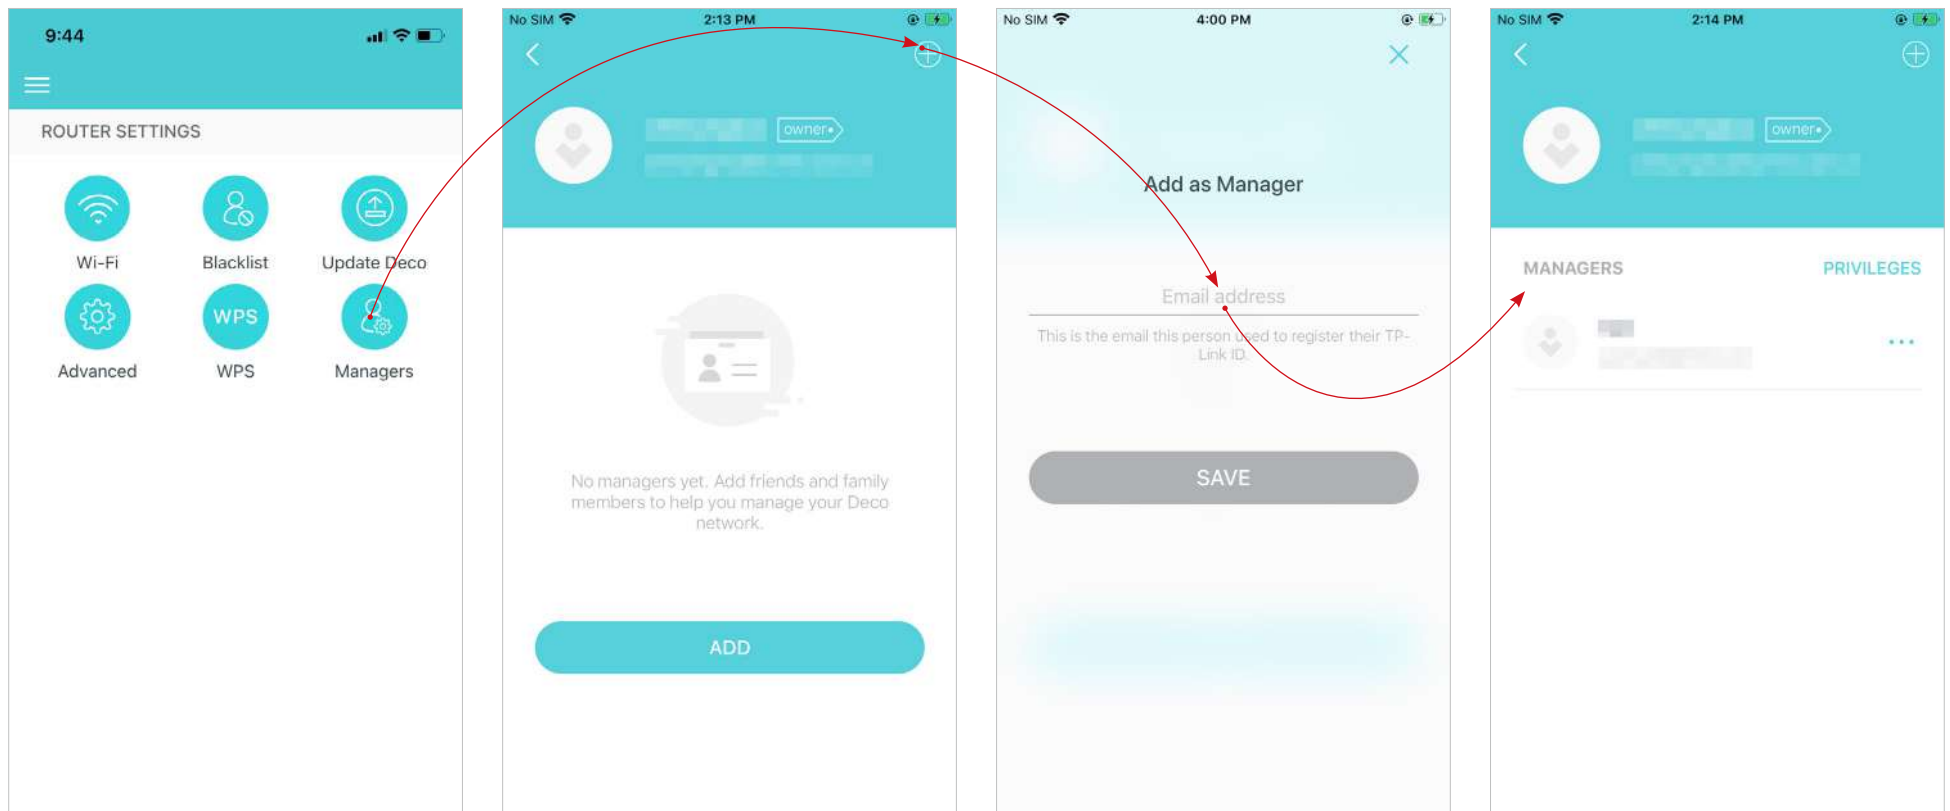 9:44
ROUTER SETTINGS
Wi-Fi
Blacklist
Update Deco
WPS
Advanced
WPS
Managers
No SIM
2:13 PM
owner
No managers yet. Add friends and family
members to help you manage your Deco
network.
ADD
No SIM
4:00 PM
Add as Manager
Email address
This is the email this person used to register their TP-
Link ID.
SAVE
No SIM
2:14 PM
owner
MANAGERS
PRIVILEGES